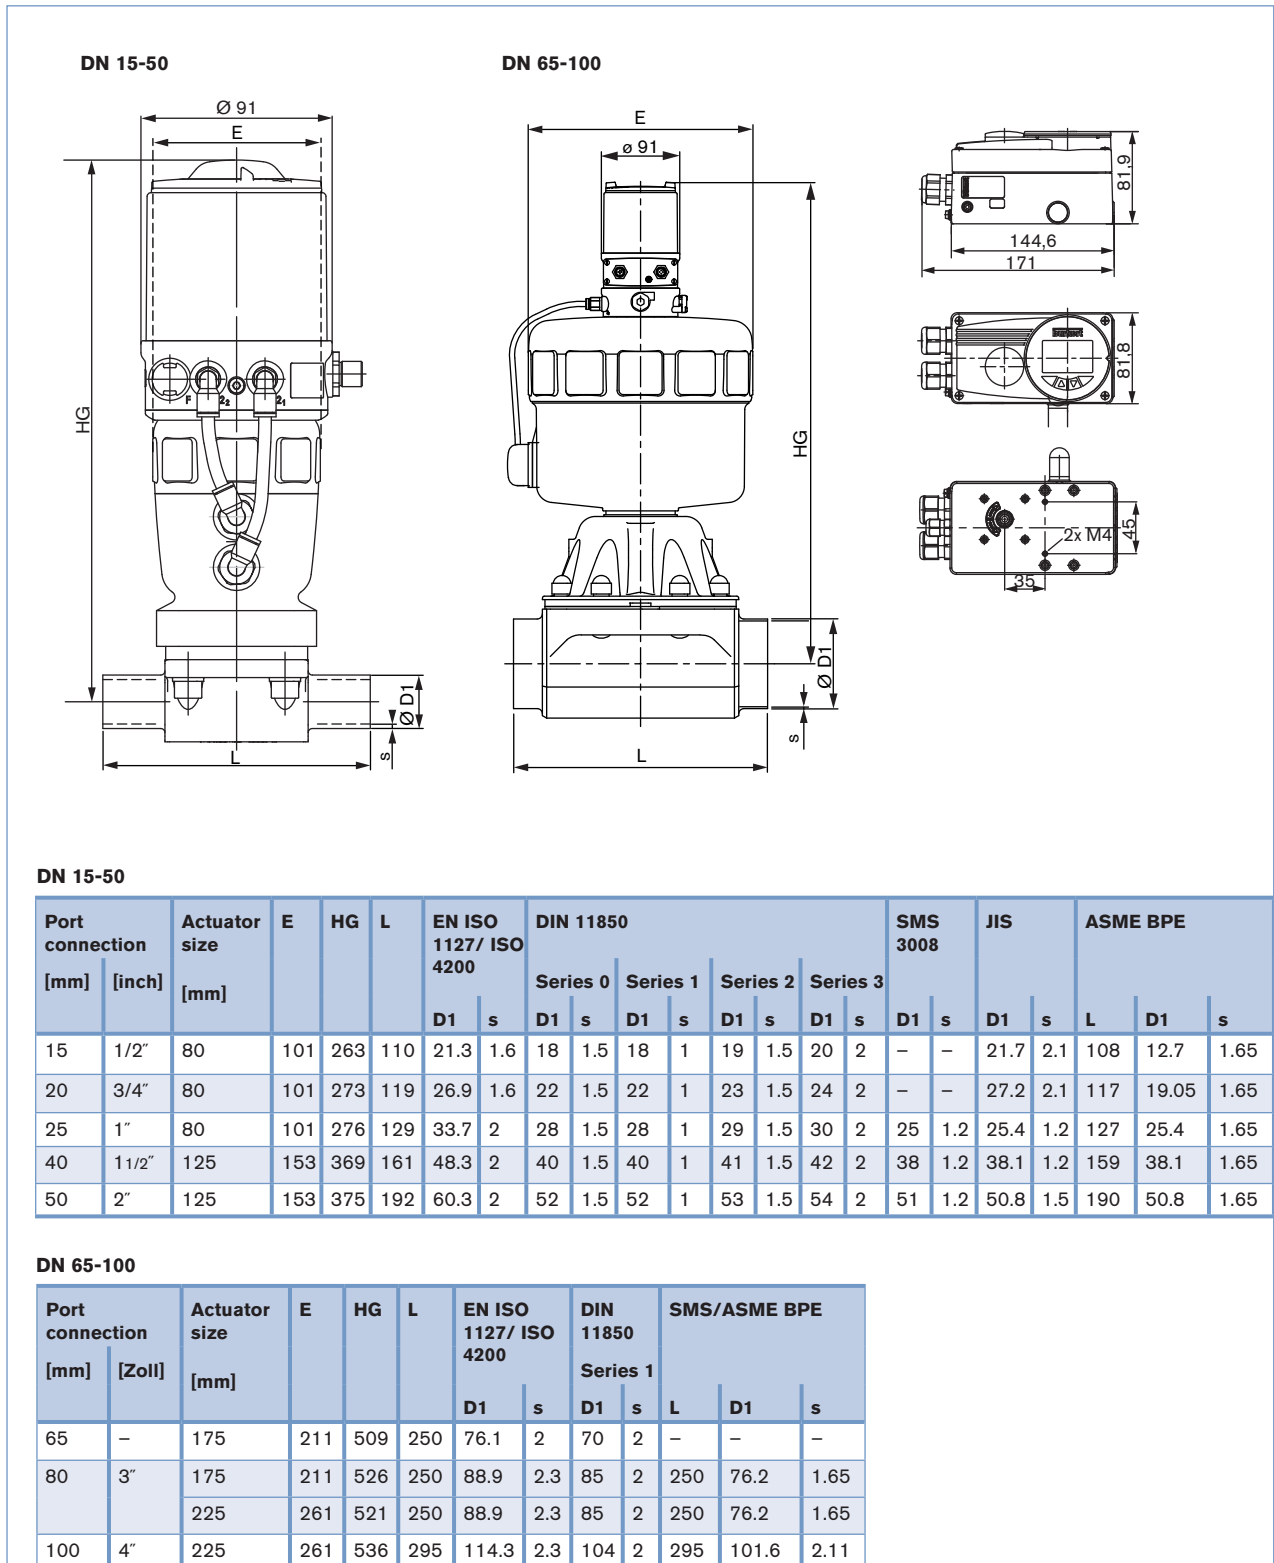 DN 15-50
DN 65-100
Ø 91
E
HG
F
2₂
2₁
Ø D1
s
L
E
ø 91
HG
Ø D1
s
L
81,9
144,6
171
81,8
2x M4
45
35
DN 15-50
Port connection | Actuator size | E | HG | L | EN ISO 1127/ ISO 4200 | DIN 11850 | SMS 3008 | JIS | ASME BPE
[mm] [inch] [mm] Series 0 Series 1 Series 2 Series 3
D1 s D1 s D1 s D1 s D1 s D1 s D1 s L D1 s
15 1/2″ 80 101 263 110 21.3 1.6 18 1.5 18 1 19 1.5 20 2 – – 21.7 2.1 108 12.7 1.65
20 3/4″ 80 101 273 119 26.9 1.6 22 1.5 22 1 23 1.5 24 2 – – 27.2 2.1 117 19.05 1.65
25 1″ 80 101 276 129 33.7 2 28 1.5 28 1 29 1.5 30 2 25 1.2 25.4 1.2 127 25.4 1.65
40 1 1/2″ 125 153 369 161 48.3 2 40 1.5 40 1 41 1.5 42 2 38 1.2 38.1 1.2 159 38.1 1.65
50 2″ 125 153 375 192 60.3 2 52 1.5 52 1 53 1.5 54 2 51 1.2 50.8 1.5 190 50.8 1.65
DN 65-100
Port connection | Actuator size | E | HG | L | EN ISO 1127/ ISO 4200 | DIN 11850 | SMS/ASME BPE
[mm] [Zoll] [mm] Series 1
D1 s D1 s L D1 s
65 – 175 211 509 250 76.1 2 70 2 – – –
80 3″ 175 211 526 250 88.9 2.3 85 2 250 76.2 1.65
225 261 521 250 88.9 2.3 85 2 250 76.2 1.65
100 4″ 225 261 536 295 114.3 2.3 104 2 295 101.6 2.11